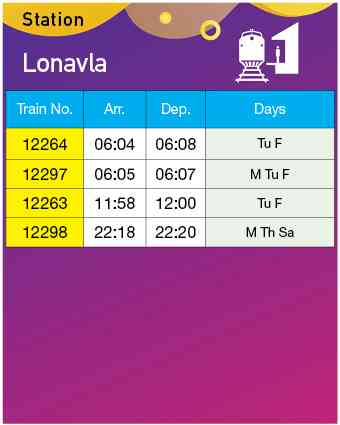 Station
Lonavla
Train No. Arr. Dep. Days
12264 06:04 06:08 Tu F
12297 06:05 06:07 M Tu F
12263 11:58 12:00 Tu F
12298 22:18 22:20 M Th Sa